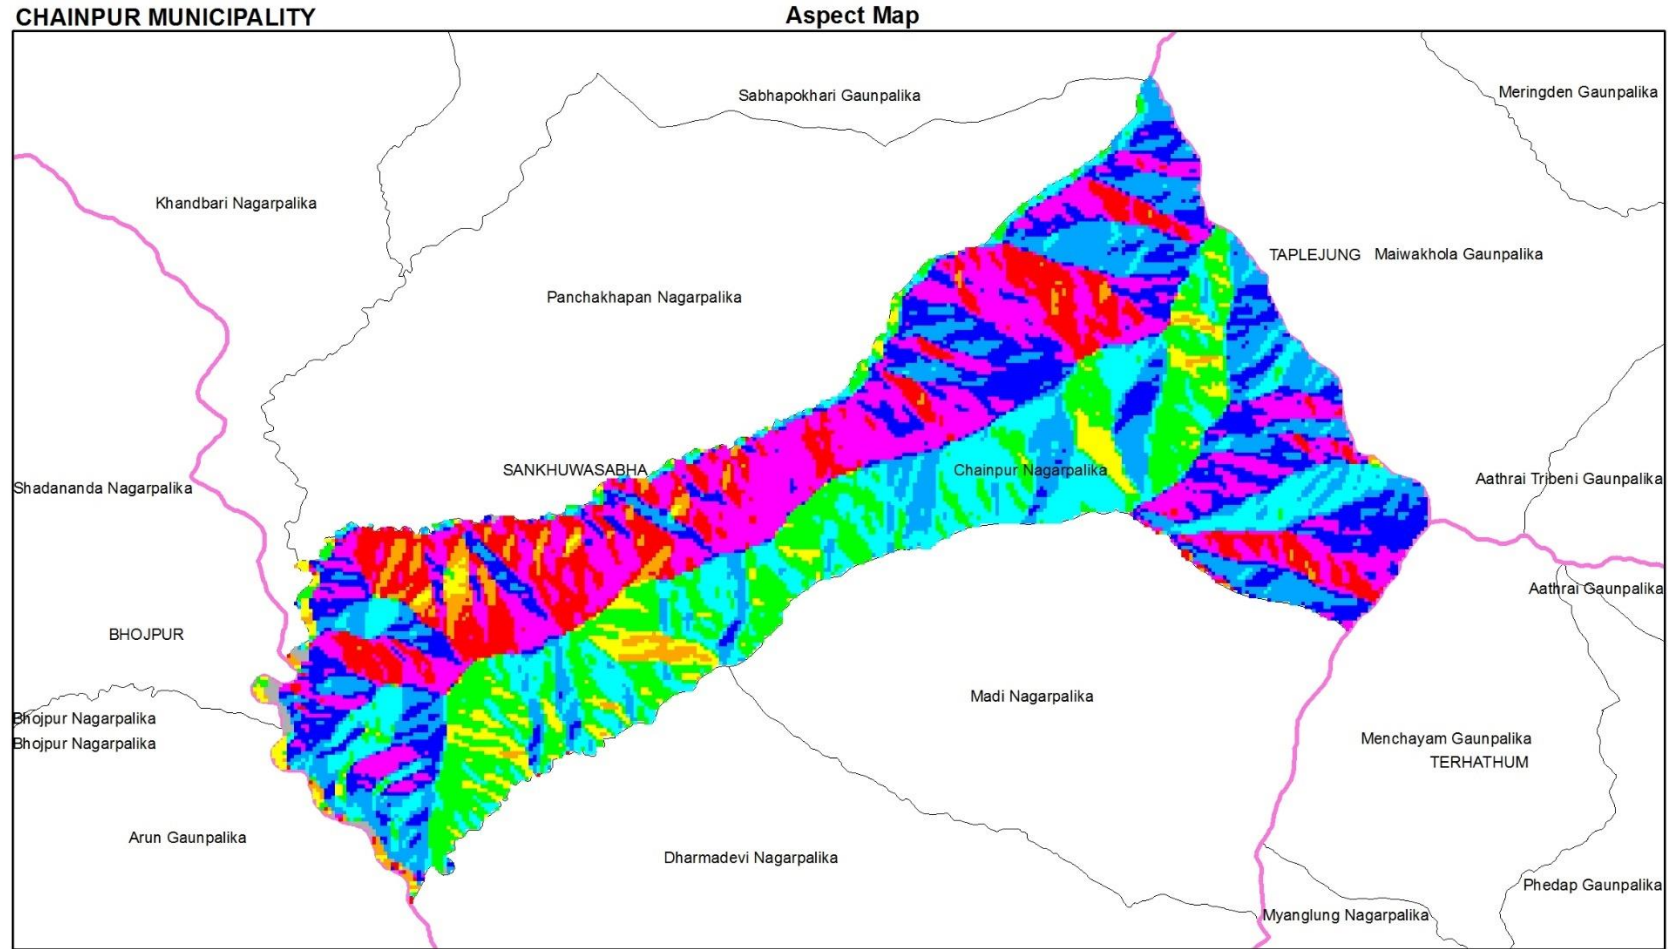 CHAINPUR MUNICIPALITY
Aspect Map
Sabhapokhari Gaunpalika
Meringden Gaunpalika
Khandbari Nagarpalika
TAPLEJUNG
Maiwakhola Gaunpalika
Panchakhapan Nagarpalika
SANKHUWASABHA
Chainpur Nagarpalika
Shadananda Nagarpalika
Aathrai Tribeni Gaunpalika
Aathrai Gaunpalika
BHOJPUR
Madi Nagarpalika
Bhojpur Nagarpalika
Bhojpur Nagarpalika
Menchayam Gaunpalika
TERHATHUM
Arun Gaunpalika
Dharmadevi Nagarpalika
Phedap Gaunpalika
Myanglung Nagarpalika